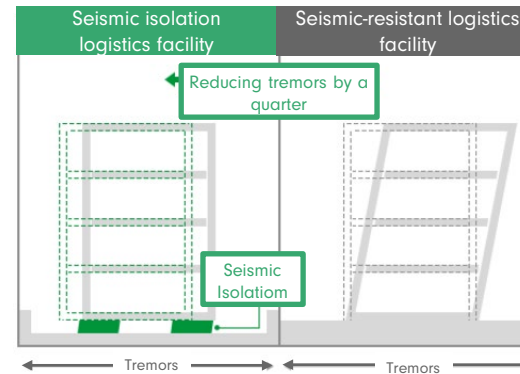 Seismic isolation
logistics facility
Seismic-resistant logistics
facility
Reducing tremors by a
quarter
Seismic
Isolatiom
Tremors
Tremors